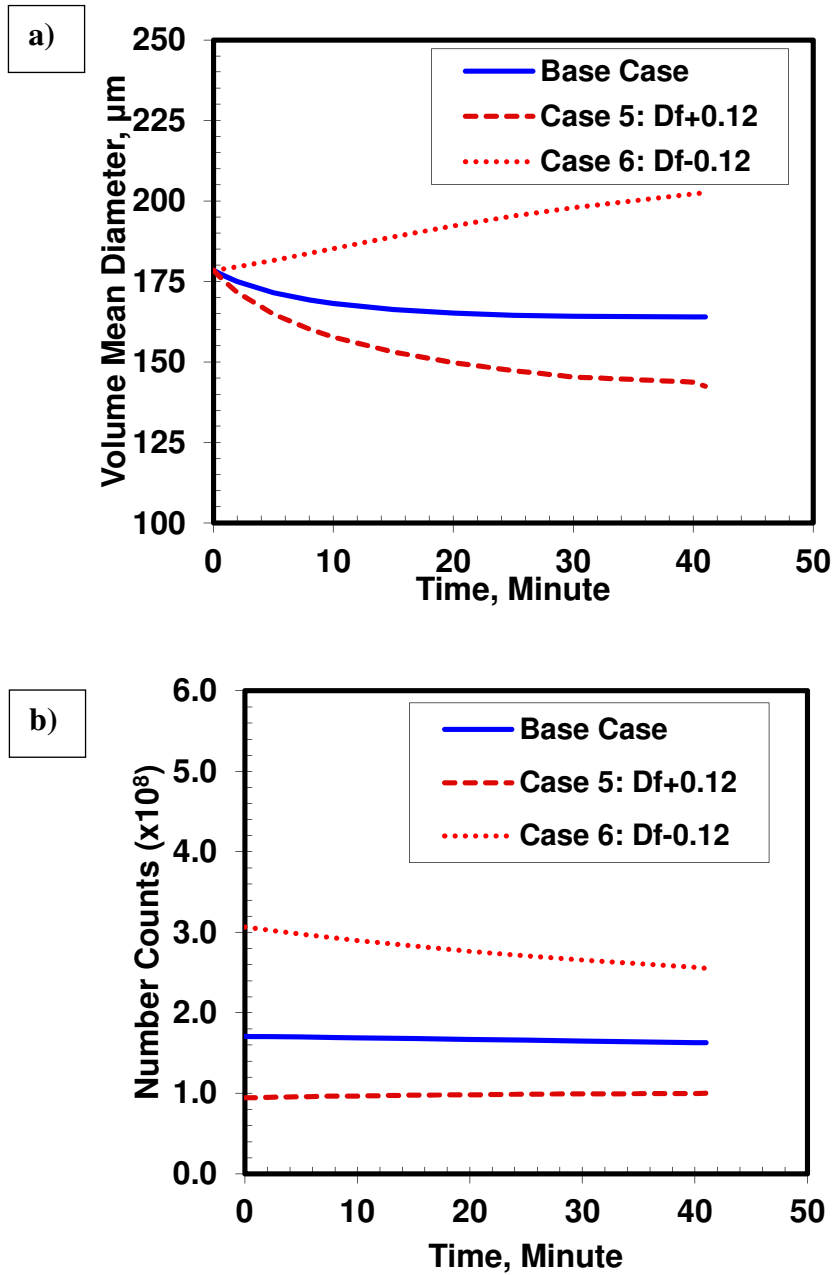 a)
250
225
200
175
150
125
100
Volume Mean Diameter, µm
Base Case
Case 5: Df+0.12
Case 6: Df-0.12
0 10 20 30 40 50
Time, Minute
b)
6.0
5.0
4.0
3.0
2.0
1.0
0.0
Number Counts (x10⁸)
Base Case
Case 5: Df+0.12
Case 6: Df-0.12
0 10 20 30 40 50
Time, Minute